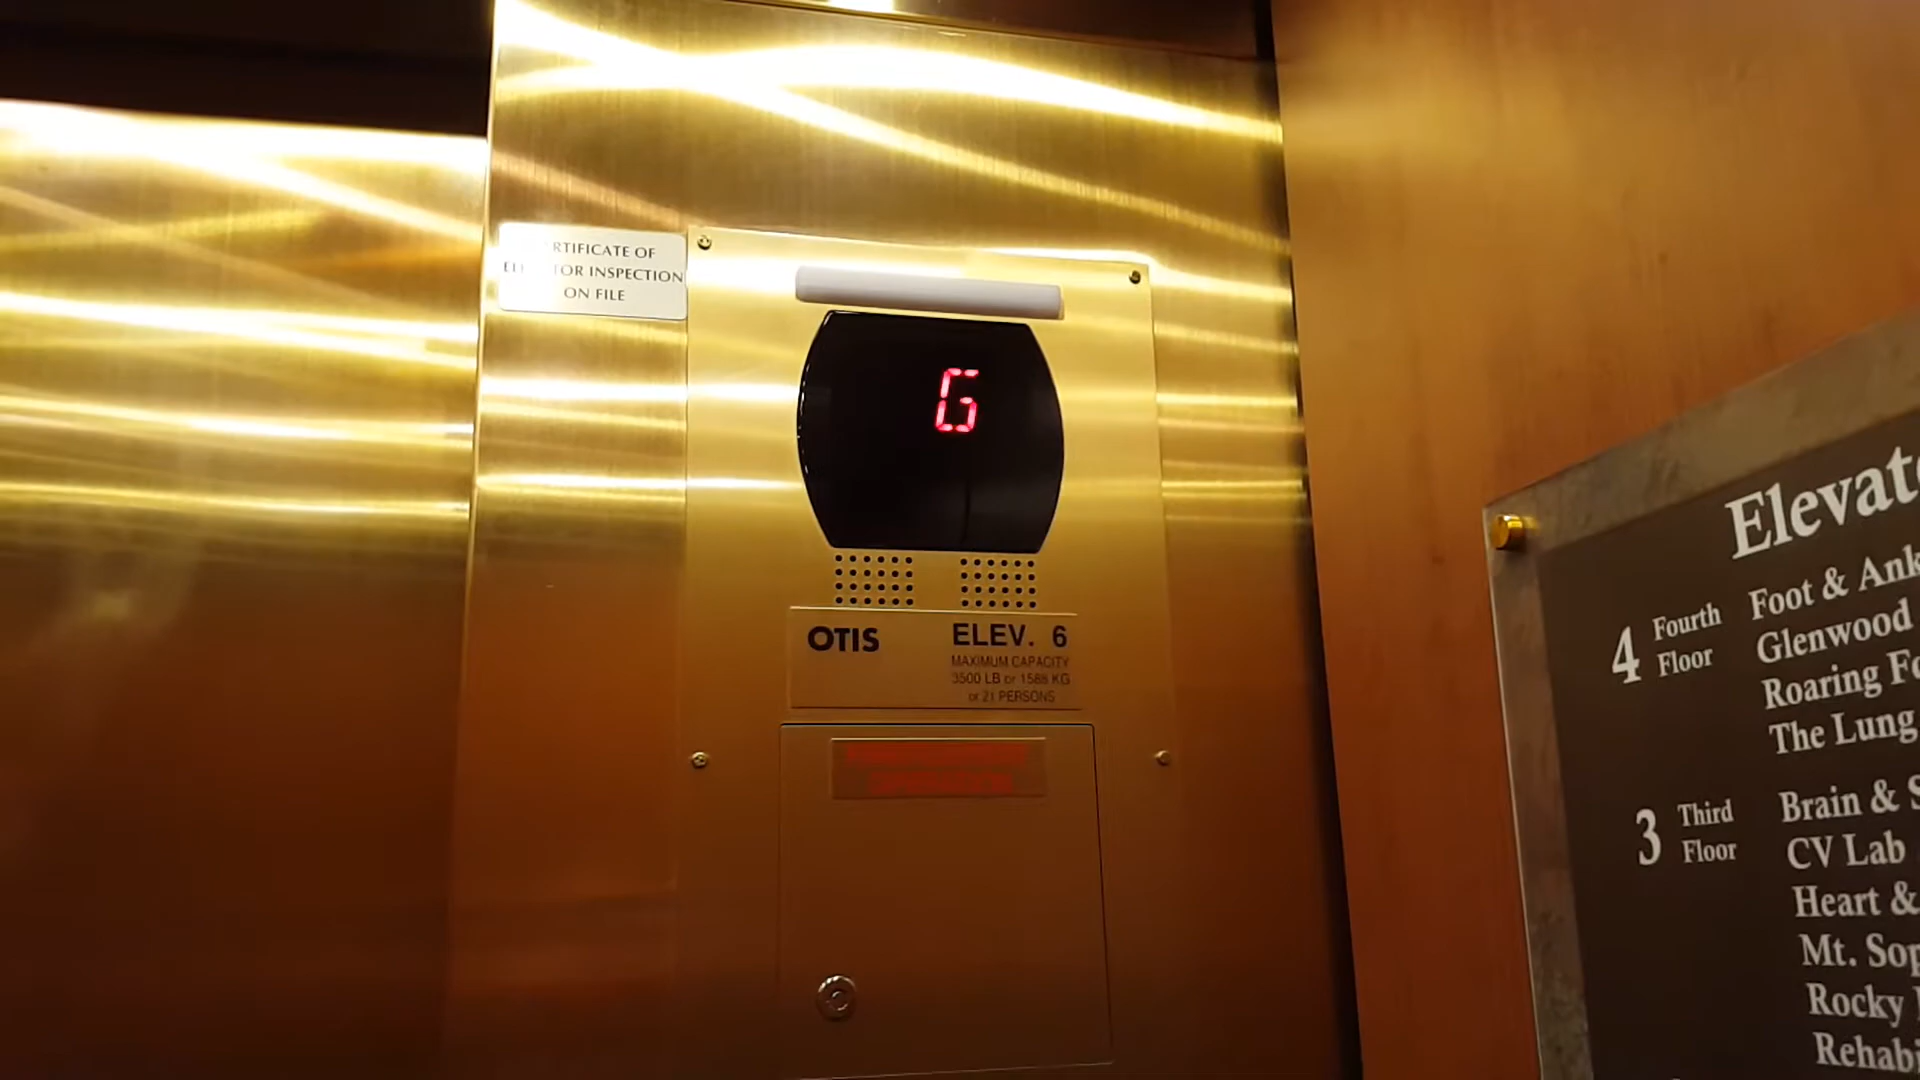 RTIFICATE OF
TOR INSPECTION
ON FILE
G
OTIS
ELEV. 6
MAXIMUM CAPACITY
3500 LB or 1588 KG
or 21 PERSONS
Elevat
4 Fourth Floor
Foot & Ank
Glenwood
Roaring Fo
The Lung
3 Third Floor
Brain & S
CV Lab
Heart &
Mt. Sop
Rocky
Rehabi